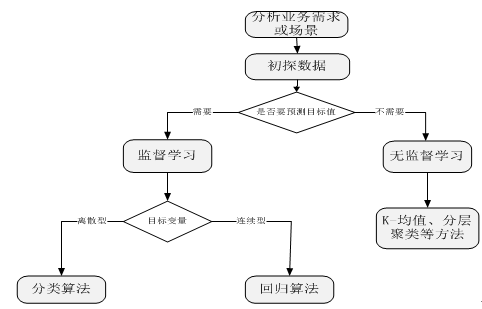 分析业务需求
或场景
初探数据
是否要预测目标值
需要
不需要
监督学习
无监督学习
目标变量
离散型
连续型
K-均值、分层
聚类等方法
分类算法
回归算法